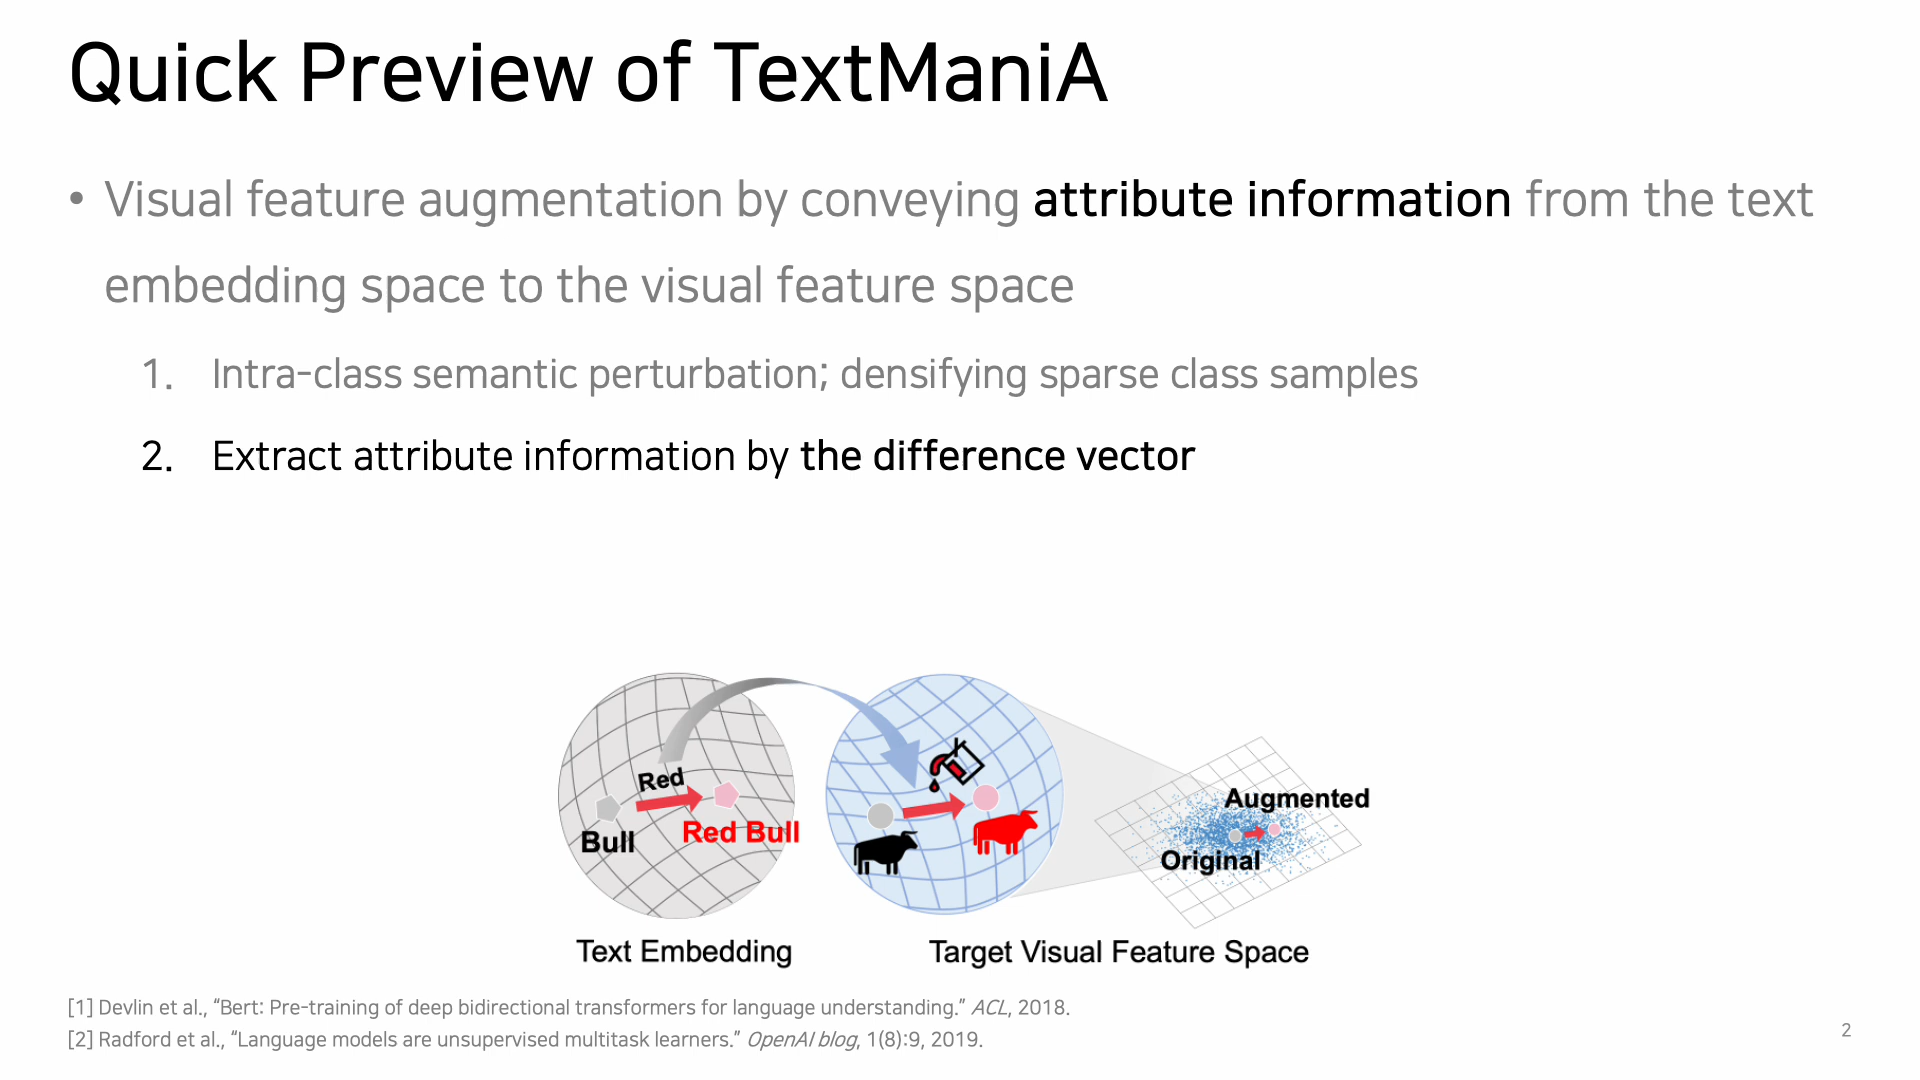 Quick Preview of TextManiA
• Visual feature augmentation by conveying attribute information from the text
embedding space to the visual feature space
1. Intra-class semantic perturbation; densifying sparse class samples
2. Extract attribute information by the difference vector
Red
Bull
Red Bull
Augmented
Original
Text Embedding
Target Visual Feature Space
[1] Devlin et al., “Bert: Pre-training of deep bidirectional transformers for language understanding.” ACL, 2018.
[2] Radford et al., “Language models are unsupervised multitask learners.” OpenAI blog, 1(8):9, 2019.
2